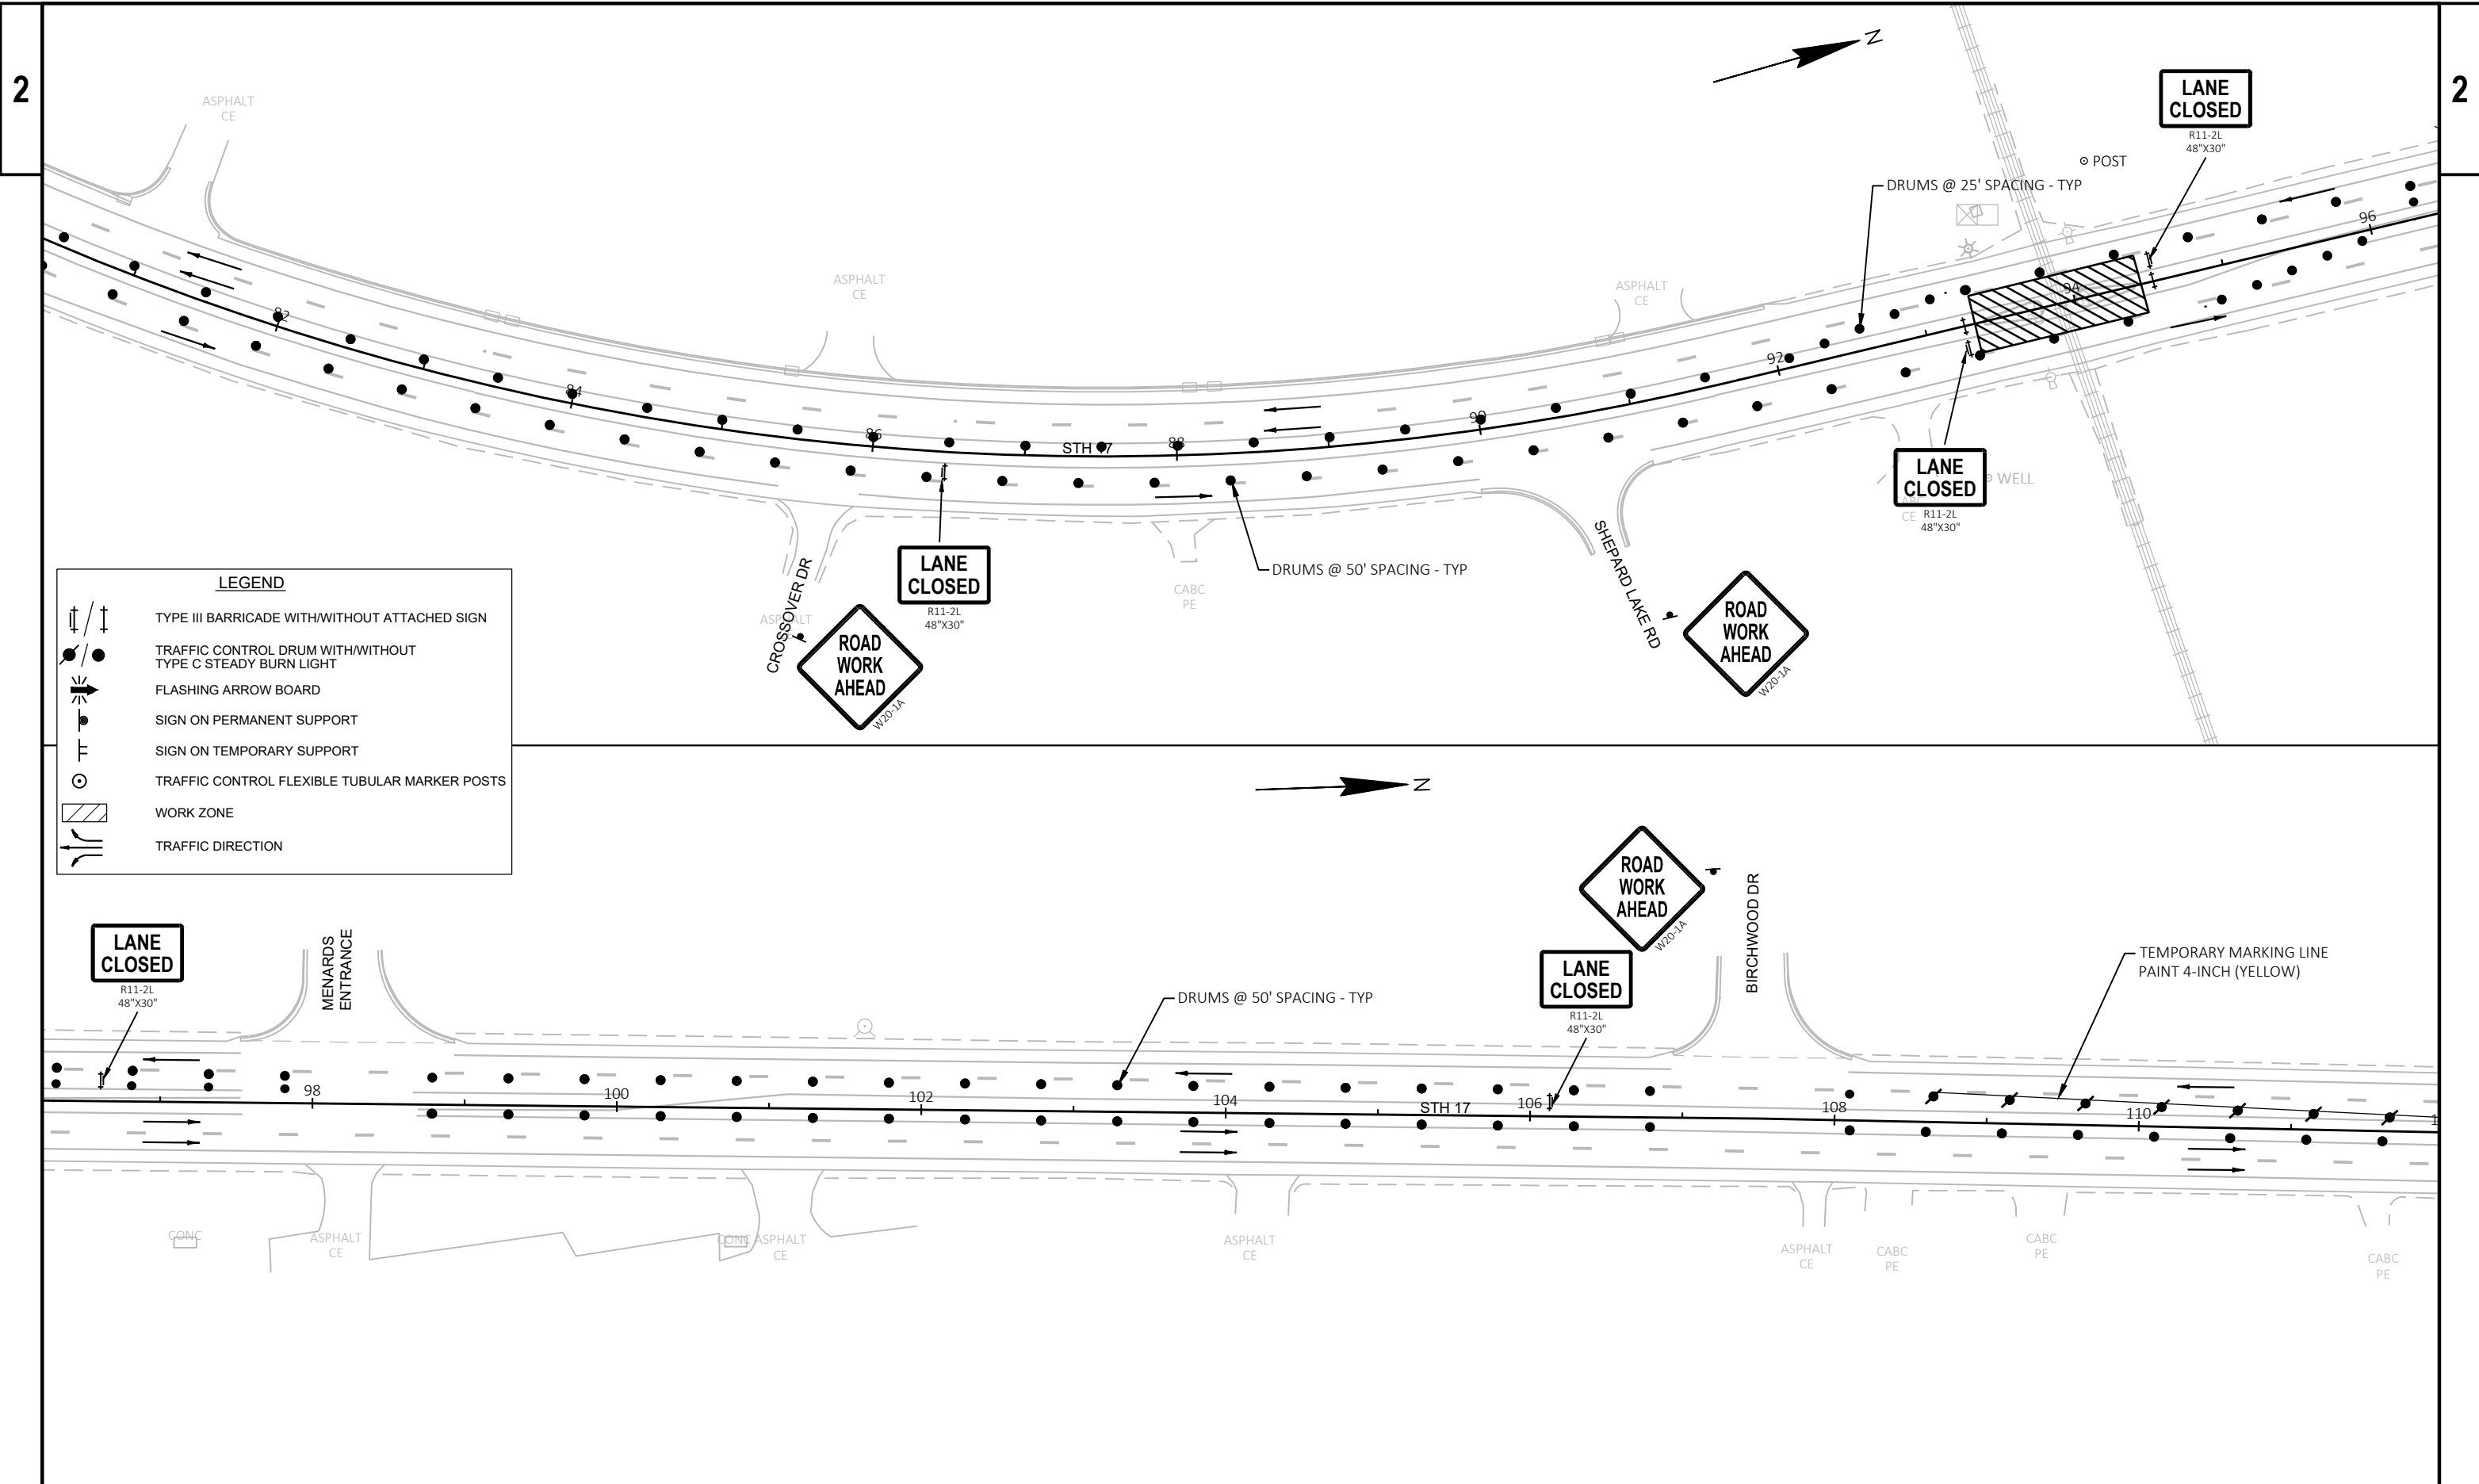 2
2
N
ASPHALT
CE
LANE
CLOSED
R11-2L
48"X30"
POST
DRUMS @ 25' SPACING - TYP
96
ASPHALT
CE
ASPHALT
CE
94
82
84
86
STH 17
88
90
92
LANE
CLOSED
R11-2L
48"X30"
WELL
CABC
CE
LANE
CLOSED
R11-2L
48"X30"
DRUMS @ 50' SPACING - TYP
CABC
PE
CROSSOVER DR
ASPHALT
ROAD
WORK
AHEAD
W20-1A
SHEPARD LAKE RD
ROAD
WORK
AHEAD
W20-1A
LEGEND
TYPE III BARRICADE WITH/WITHOUT ATTACHED SIGN
TRAFFIC CONTROL DRUM WITH/WITHOUT
TYPE C STEADY BURN LIGHT
FLASHING ARROW BOARD
SIGN ON PERMANENT SUPPORT
SIGN ON TEMPORARY SUPPORT
TRAFFIC CONTROL FLEXIBLE TUBULAR MARKER POSTS
WORK ZONE
TRAFFIC DIRECTION
N
LANE
CLOSED
R11-2L
48"X30"
MENARDS
ENTRANCE
DRUMS @ 50' SPACING - TYP
ROAD
WORK
AHEAD
W20-1A
LANE
CLOSED
R11-2L
48"X30"
BIRCHWOOD DR
TEMPORARY MARKING LINE
PAINT 4-INCH (YELLOW)
98
100
102
104
STH 17
106
108
110
1
CONC
ASPHALT
CE
CONC
ASPHALT
CE
ASPHALT
CE
ASPHALT
CE
CABC
PE
CABC
PE
CABC
PE